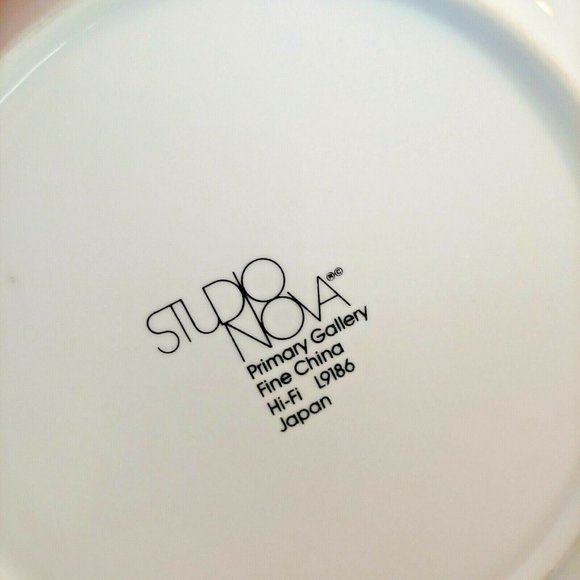 STUDIO
NOVA®©
Primary Gallery
Fine China
Hi-Fi L9186
Japan